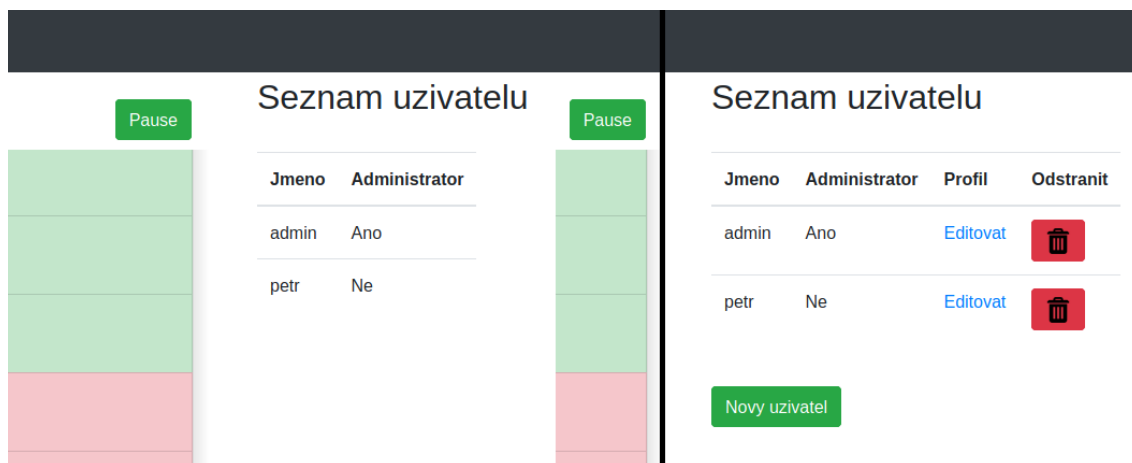 Pause
Seznam uzivatelu
Jmeno Administrator
admin Ano
petr Ne
Pause
Seznam uzivatelu
Jmeno Administrator Profil Odstranit
admin Ano Editovat
petr Ne Editovat
Novy uzivatel